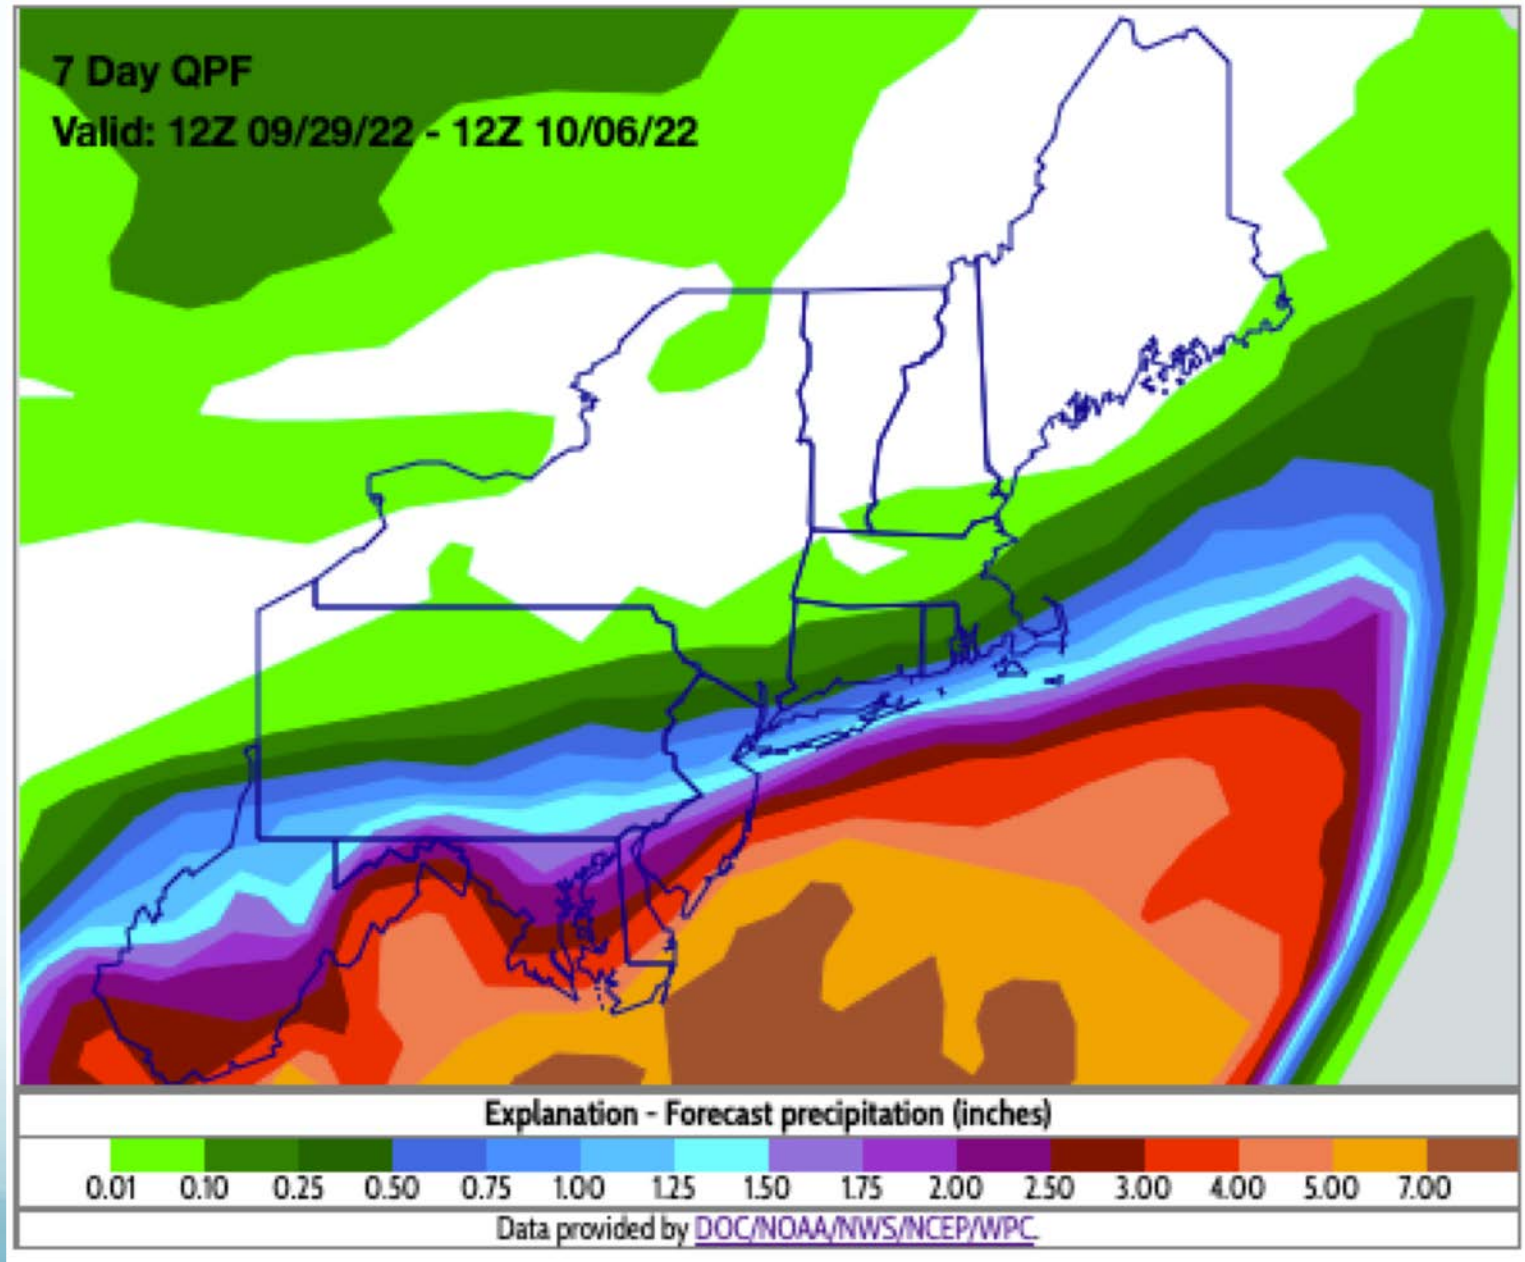 7 Day QPF
Valid: 12Z 09/29/22 - 12Z 10/06/22
Explanation - Forecast precipitation (inches)
0.01 0.10 0.25 0.50 0.75 1.00 1.25 1.50 1.75 2.00 2.50 3.00 4.00 5.00 7.00
Data provided by DOC/NOAA/NWS/NCEP/WPC.